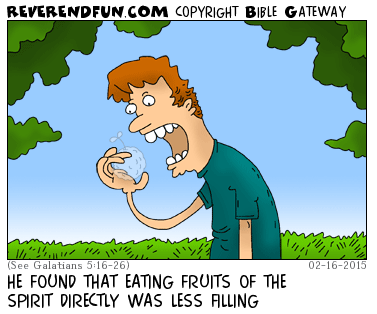 REVERENDFUN.COM COPYRIGHT BIBLE GATEWAY
(See Galatians 5:16-26) 02-16-2015
HE FOUND THAT EATING FRUITS OF THE
SPIRIT DIRECTLY WAS LESS FILLING